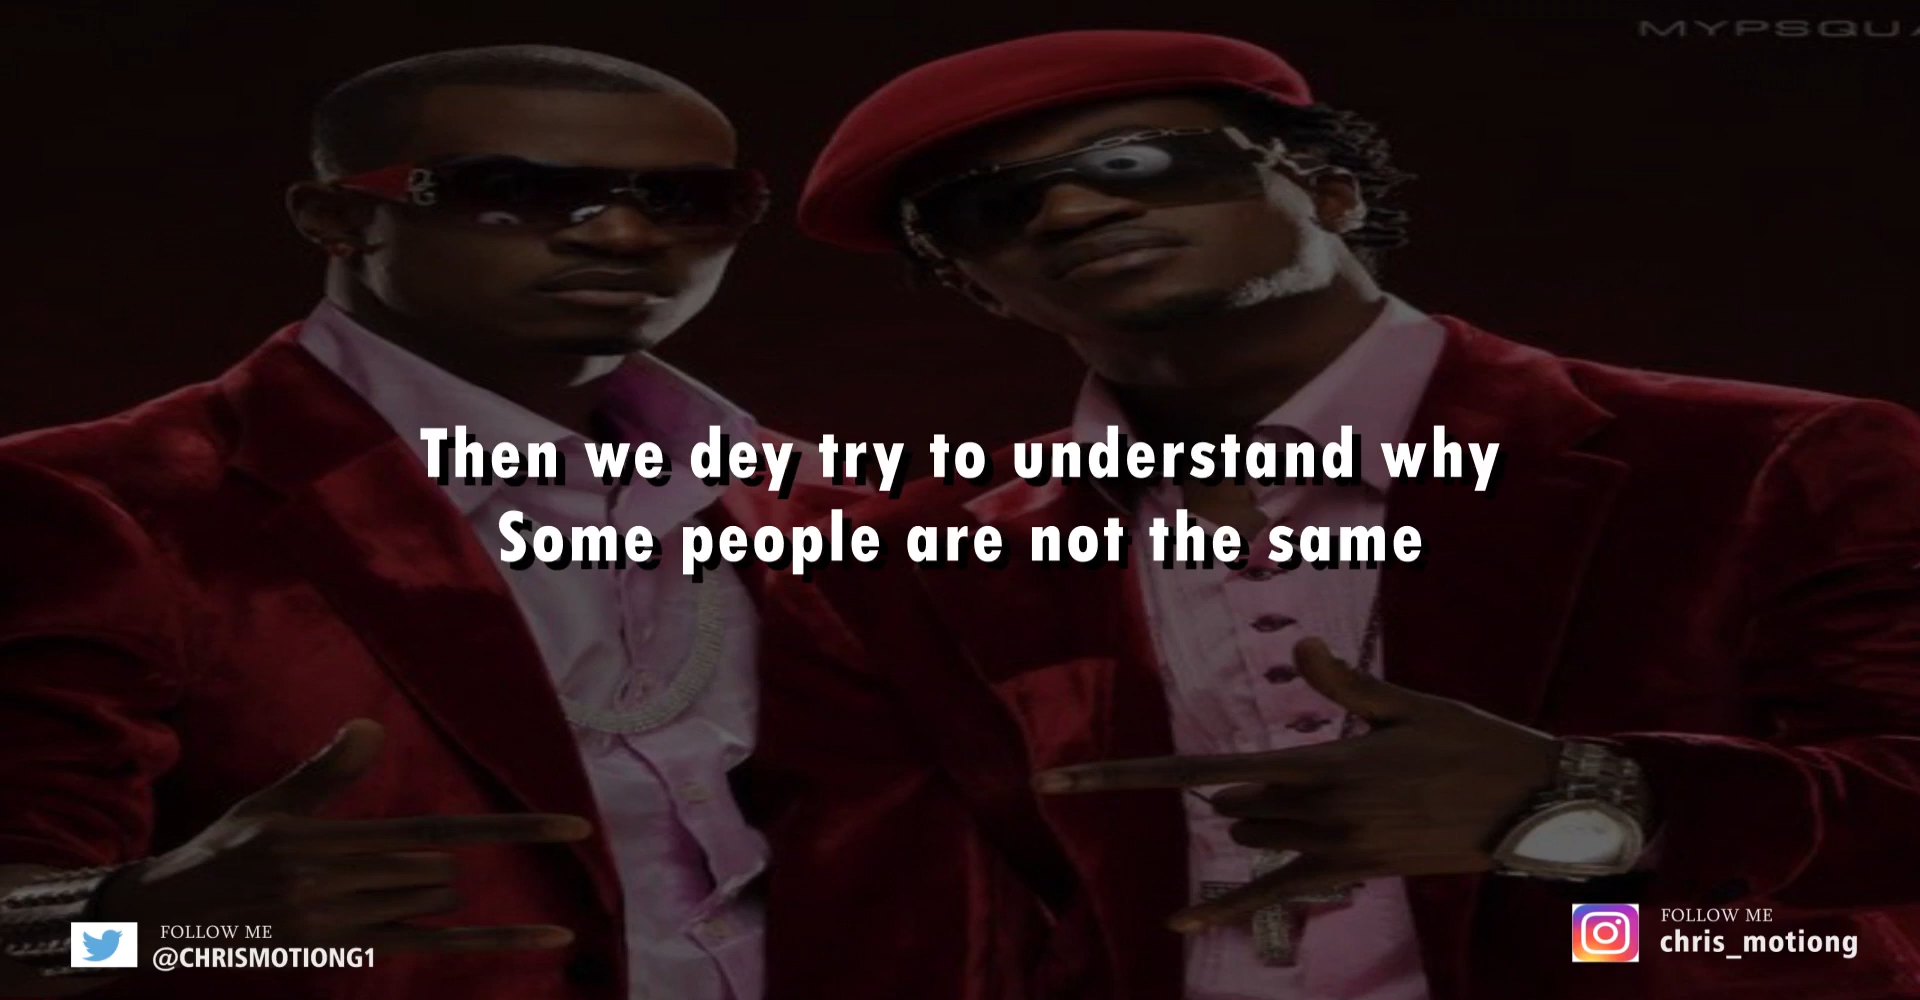 MYPSQUA
Then we dey try to understand why
Some people are not the same
FOLLOW ME
@CHRISMOTIONG1
FOLLOW ME
chris_motiong